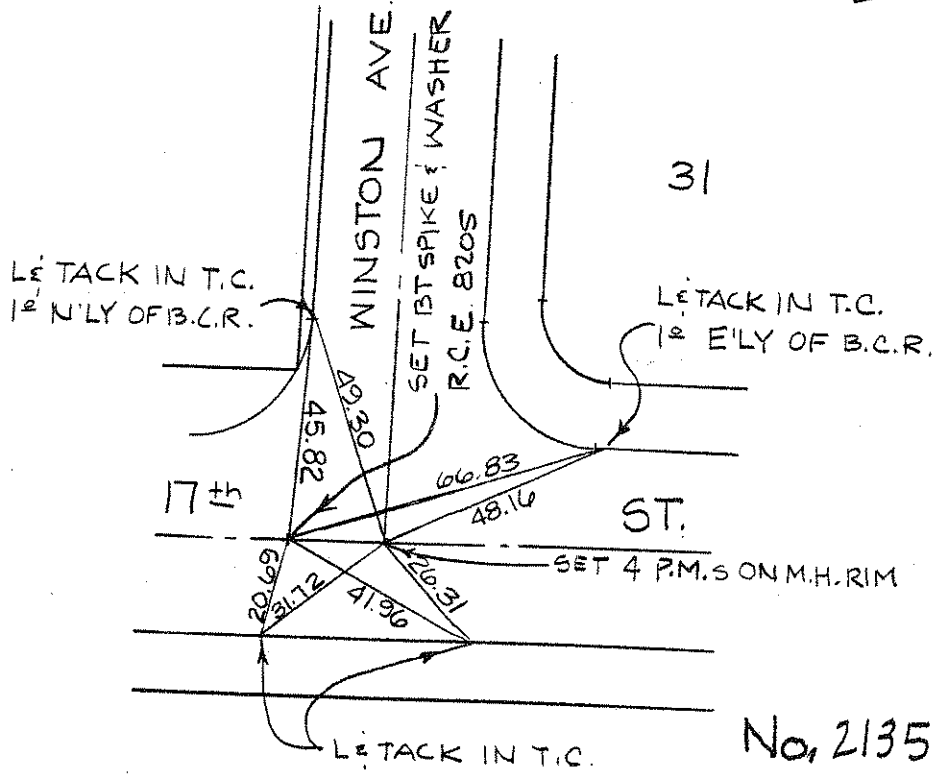 WINSTON AVE.
SET BT SPIKE & WASHER
R.C.E. 8205
31
L & TACK IN T.C.
1º N'LY OF B.C.R.
L & TACK IN T.C.
1º E'LY OF B.C.R.
49.30
45.82
66.83
48.16
17th
ST.
SET 4 P.M.S ON M.H. RIM
20.69
31.72
41.96
26.31
L & TACK IN T.C.
No. 2135